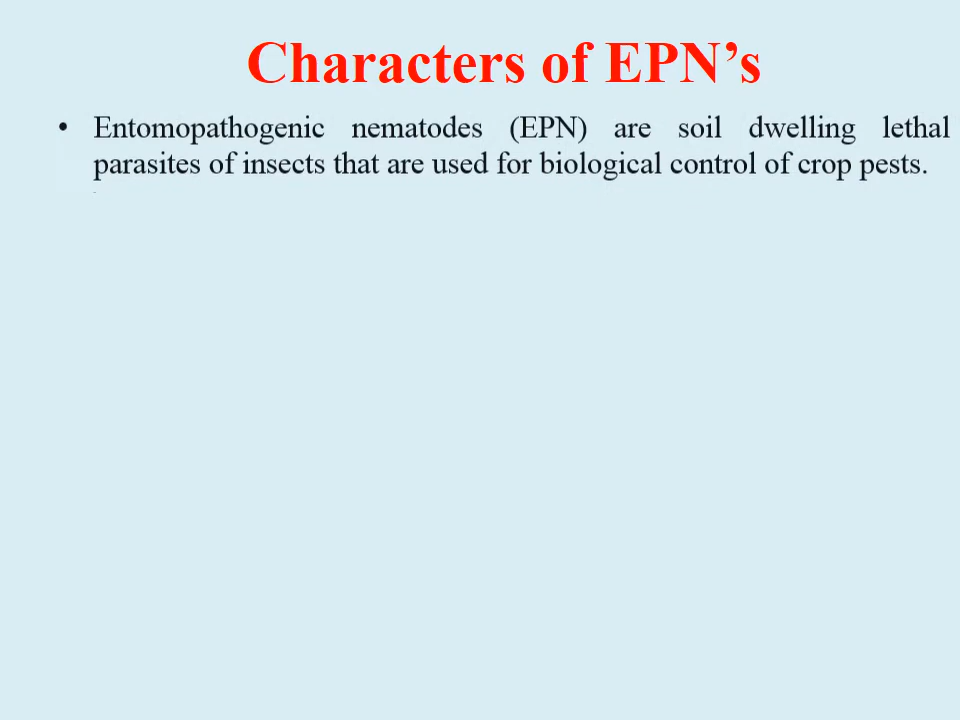 Characters of EPN’s
• Entomopathogenic nematodes (EPN) are soil dwelling lethal
parasites of insects that are used for biological control of crop pests.